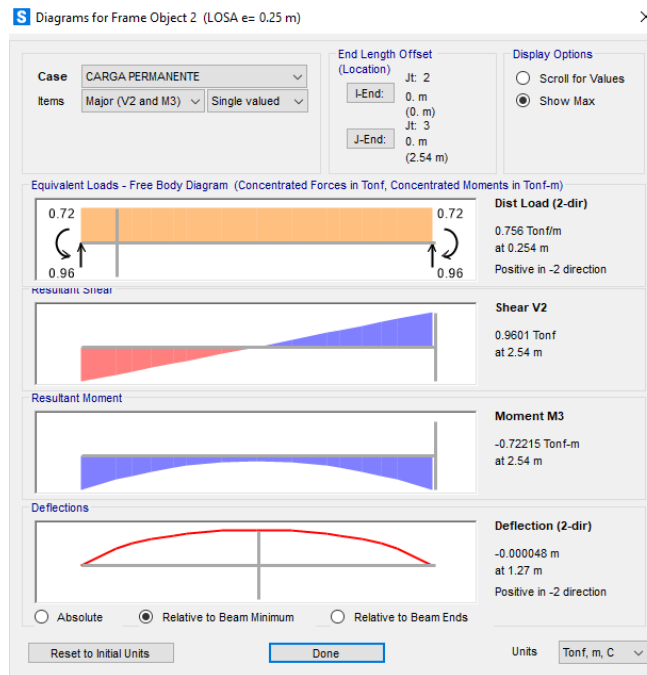 S Diagrams for Frame Object 2 (LOSA e= 0.25 m)
Case CARGA PERMANENTE
Items Major (V2 and M3) Single valued
End Length Offset
(Location)
Jt: 2
I-End: 0. m
(0. m)
Jt: 3
J-End: 0. m
(2.54 m)
Display Options
Scroll for Values
Show Max
Equivalent Loads - Free Body Diagram (Concentrated Forces in Tonf, Concentrated Moments in Tonf-m)
0.72 0.72
0.96 0.96
Dist Load (2-dir)
0.756 Tonf/m
at 0.254 m
Positive in -2 direction
Resultant Shear
Shear V2
0.9601 Tonf
at 2.54 m
Resultant Moment
Moment M3
-0.72215 Tonf-m
at 2.54 m
Deflections
Deflection (2-dir)
-0.000048 m
at 1.27 m
Positive in -2 direction
Absolute Relative to Beam Minimum Relative to Beam Ends
Reset to Initial Units Done Units Tonf, m, C